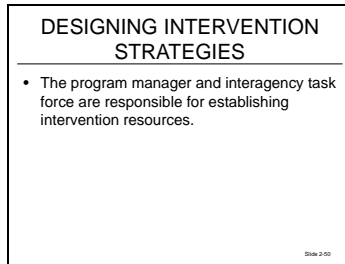 DESIGNING INTERVENTION
STRATEGIES
• The program manager and interagency task
force are responsible for establishing
intervention resources.
Slide 2-50